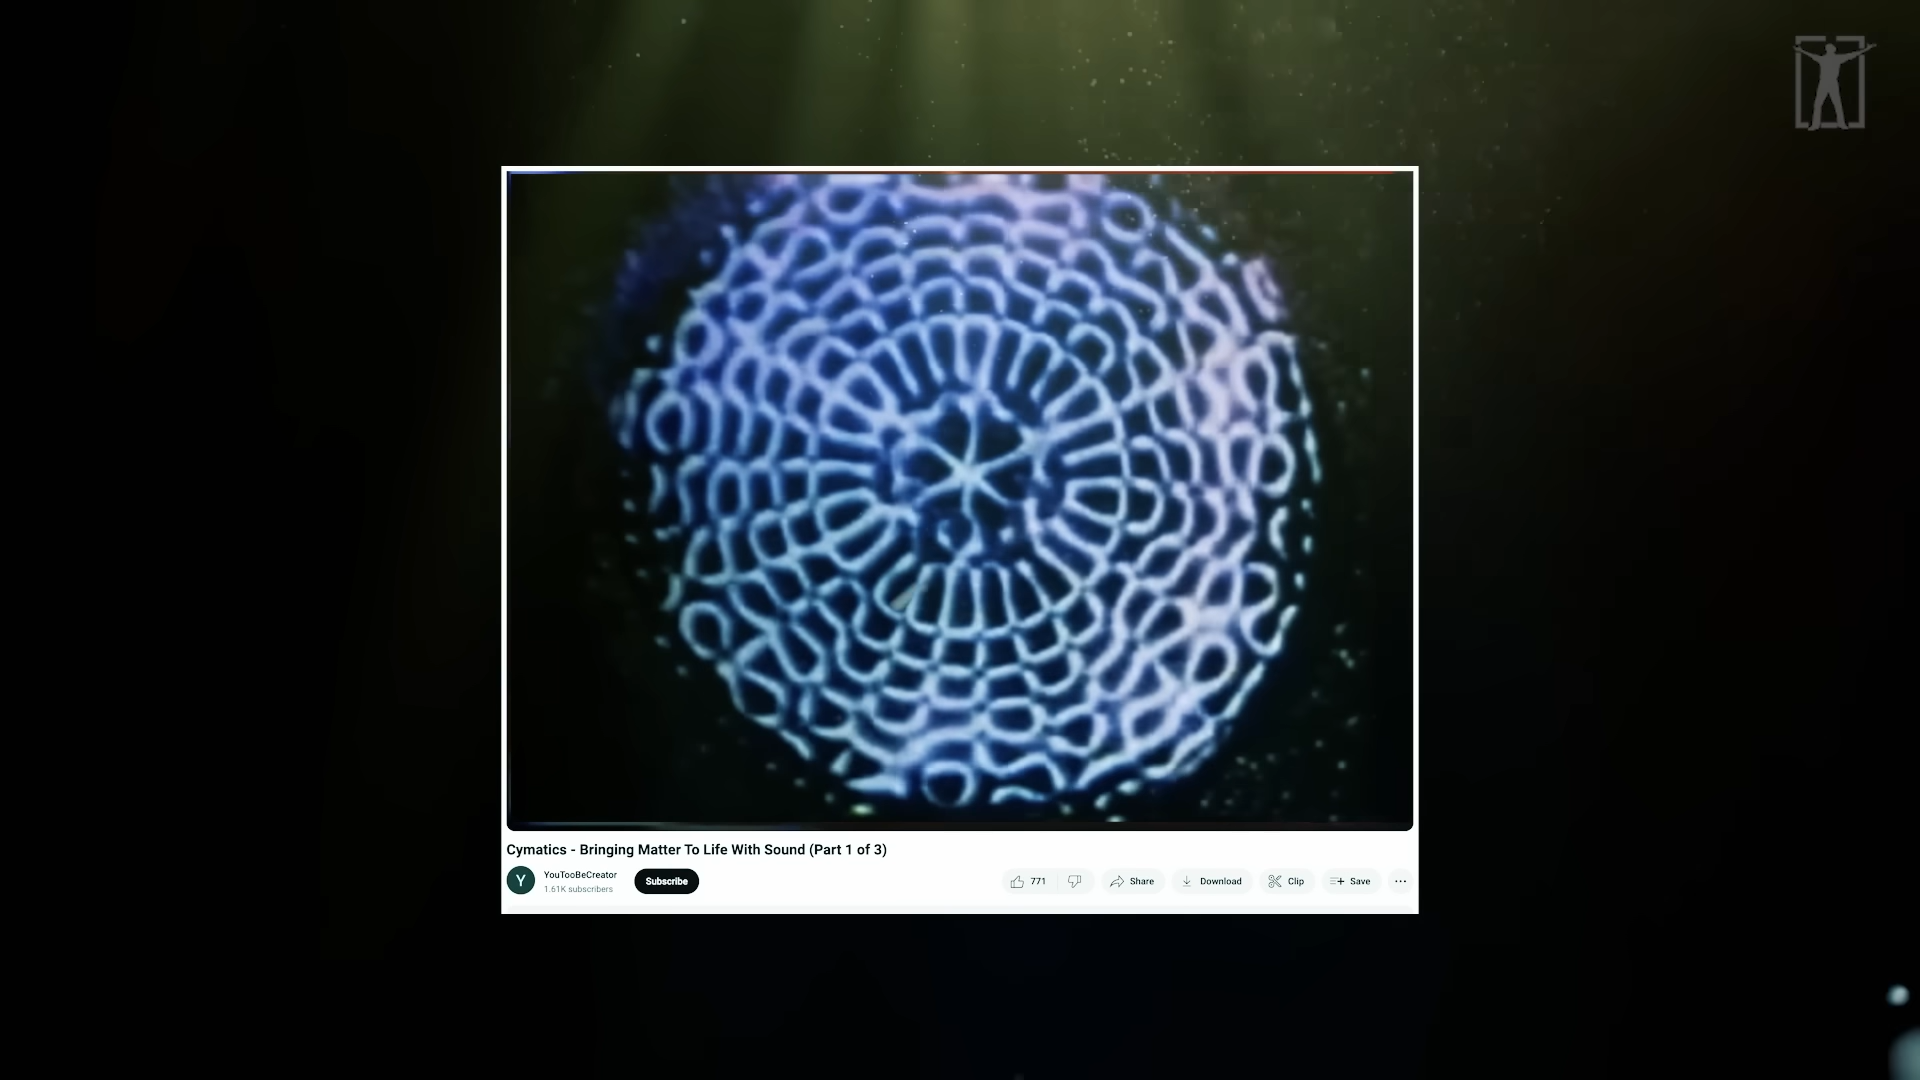 Cymatics - Bringing Matter To Life With Sound (Part 1 of 3)
Y
YouTooBeCreator
1.61K subscribers
Subscribe
771
Share
Download
Clip
Save